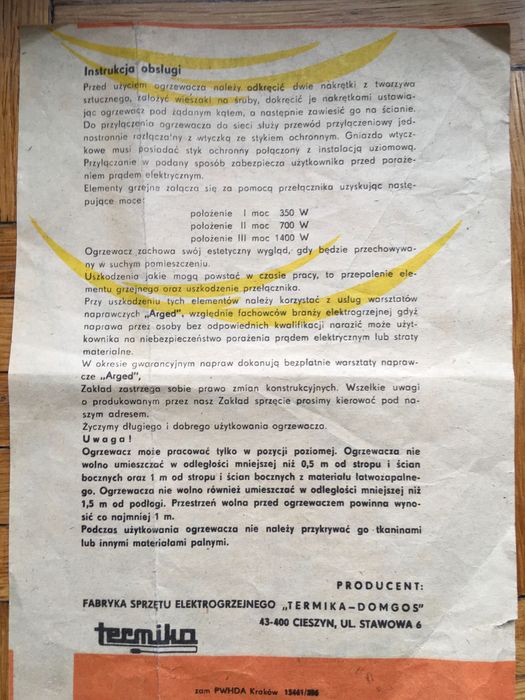 Instrukcja obsługi
Przed użyciem ogrzewacza należy odkręcić dwie nakrętki z tworzywa
sztucznego, założyć wieszaki na śruby, dokręcić je nakrętkami ustawia-
jąc ogrzewacz pod żądanym kątem, a następnie zawiesić go na ścianie.
Do przyłączenia ogrzewacza do sieci służy przewód przyłączeniowy jed-
nostronnie rozłączalny z wtyczką ze stykiem ochronnym. Gniazdo wtycz-
kowe musi posiadać styk ochronny połączony z instalacją uziomową.
Przyłączanie w podany sposób zabezpiecza użytkownika przed poraże-
niem prądem elektrycznym.
Elementy grzejne załącza się za pomocą przełącznika uzyskując nastę-
pujące moce:
położenie I moc 350 W
położenie II moc 700 W
położenie III moc 1400 W
Ogrzewacz zachowa swój estetyczny wygląd, gdy będzie przechowywa-
ny w suchym pomieszczeniu.
Uszkodzenia jakie mogą powstać w czasie pracy, to przepalenie ele-
mentu grzejnego oraz uszkodzenie przełącznika.
Przy uszkodzeniu tych elementów należy korzystać z usług warsztatów
naprawczych „Arged”, względnie fachowców branży elektrogrzejnej gdyż
naprawa przez osoby bez odpowiednich kwalifikacji narazić może użyt-
kownika na niebezpieczeństwo porażenia prądem elektrycznym lub straty
materialne.
W okresie gwarancyjnym napraw dokonują bezpłatnie warsztaty napraw-
cze „Arged”,
Zakład zastrzega sobie prawo zmian konstrukcyjnych. Wszelkie uwagi
o produkowanym przez nasz Zakład sprzęcie prosimy kierować pod na-
szym adresem.
Życzymy długiego i dobrego użytkowania ogrzewacza.
Uwaga!
Ogrzewacz może pracować tylko w pozycji poziomej. Ogrzewacza nie
wolno umieszczać w odległości mniejszej niż 0,5 m od stropu i ścian
bocznych oraz 1 m od stropu i ścian bocznych z materiału łatwozapalne-
go. Ogrzewacza nie wolno również umieszczać w odległości mniejszej niż
1,5 m od podłogi. Przestrzeń wolna przed ogrzewaczem powinna wyno-
sić co najmniej 1 m.
Podczas użytkowania ogrzewacza nie należy przykrywać go tkaninami
lub innymi materiałami palnymi.
PRODUCENT:
FABRYKA SPRZĘTU ELEKTROGRZEJNEGO „TERMIKA–DOMGOS”
43-400 CIESZYN, UL. STAWOWA 6
termika
zam PWHDA Kraków